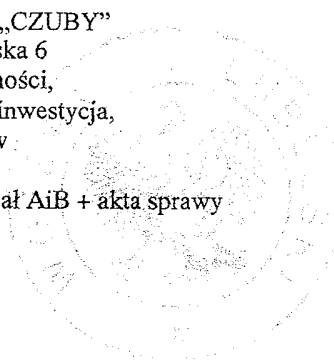 „CZUBY”
ska 6
ności,
inwestycja,
w
ał AiB + akta sprawy